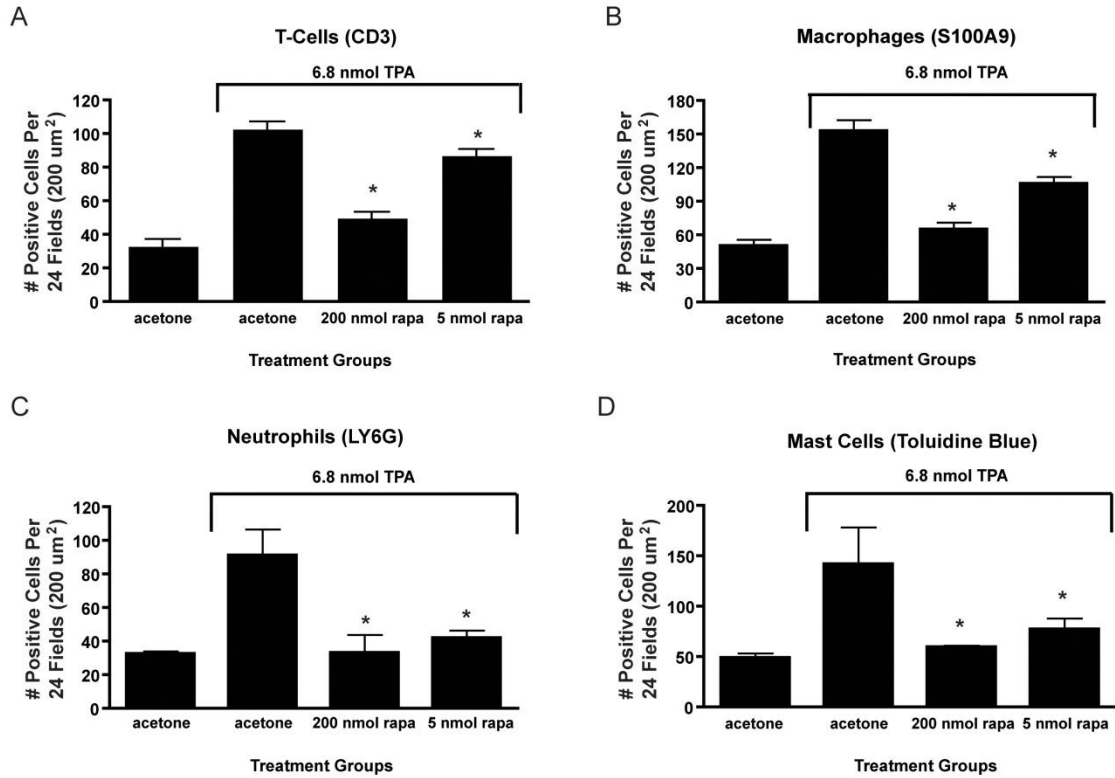 A
T-Cells (CD3)
6.8 nmol TPA
# Positive Cells Per
24 Fields (200 um²)
120
100
80
60
40
20
0
*
*
acetone
acetone
200 nmol rapa
5 nmol rapa
Treatment Groups
B
Macrophages (S100A9)
6.8 nmol TPA
# Positive Cells Per
24 Fields (200 um²)
180
150
120
90
60
30
0
*
*
acetone
acetone
200 nmol rapa
5 nmol rapa
Treatment Groups
C
Neutrophils (LY6G)
6.8 nmol TPA
# Positive Cells Per
24 Fields (200 um²)
120
100
80
60
40
20
0
*
*
acetone
acetone
200 nmol rapa
5 nmol rapa
Treatment Groups
D
Mast Cells (Toluidine Blue)
6.8 nmol TPA
# Positive Cells Per
24 Fields (200 um²)
200
150
100
50
0
*
*
acetone
acetone
200 nmol rapa
5 nmol rapa
Treatment Groups